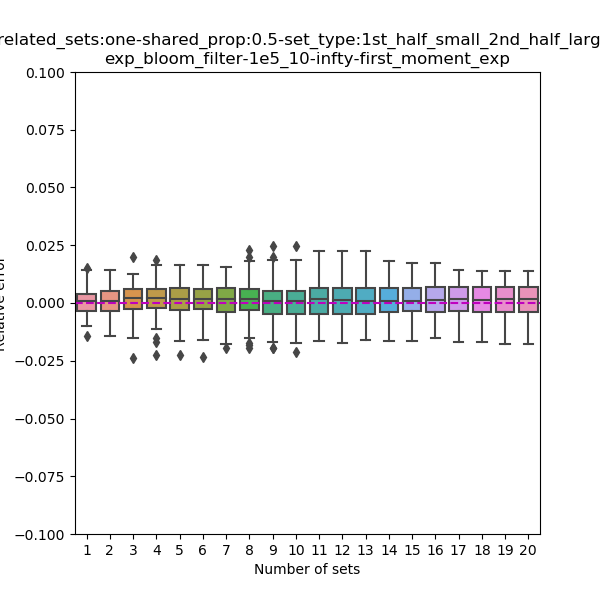 related_sets:one-shared_prop:0.5-set_type:1st_half_small_2nd_half_larg
exp_bloom_filter-1e5_10-infty-first_moment_exp
0.100
0.075
0.050
0.025
0.000
−0.025
−0.050
−0.075
−0.100
Relative error
1 2 3 4 5 6 7 8 9 10 11 12 13 14 15 16 17 18 19 20
Number of sets